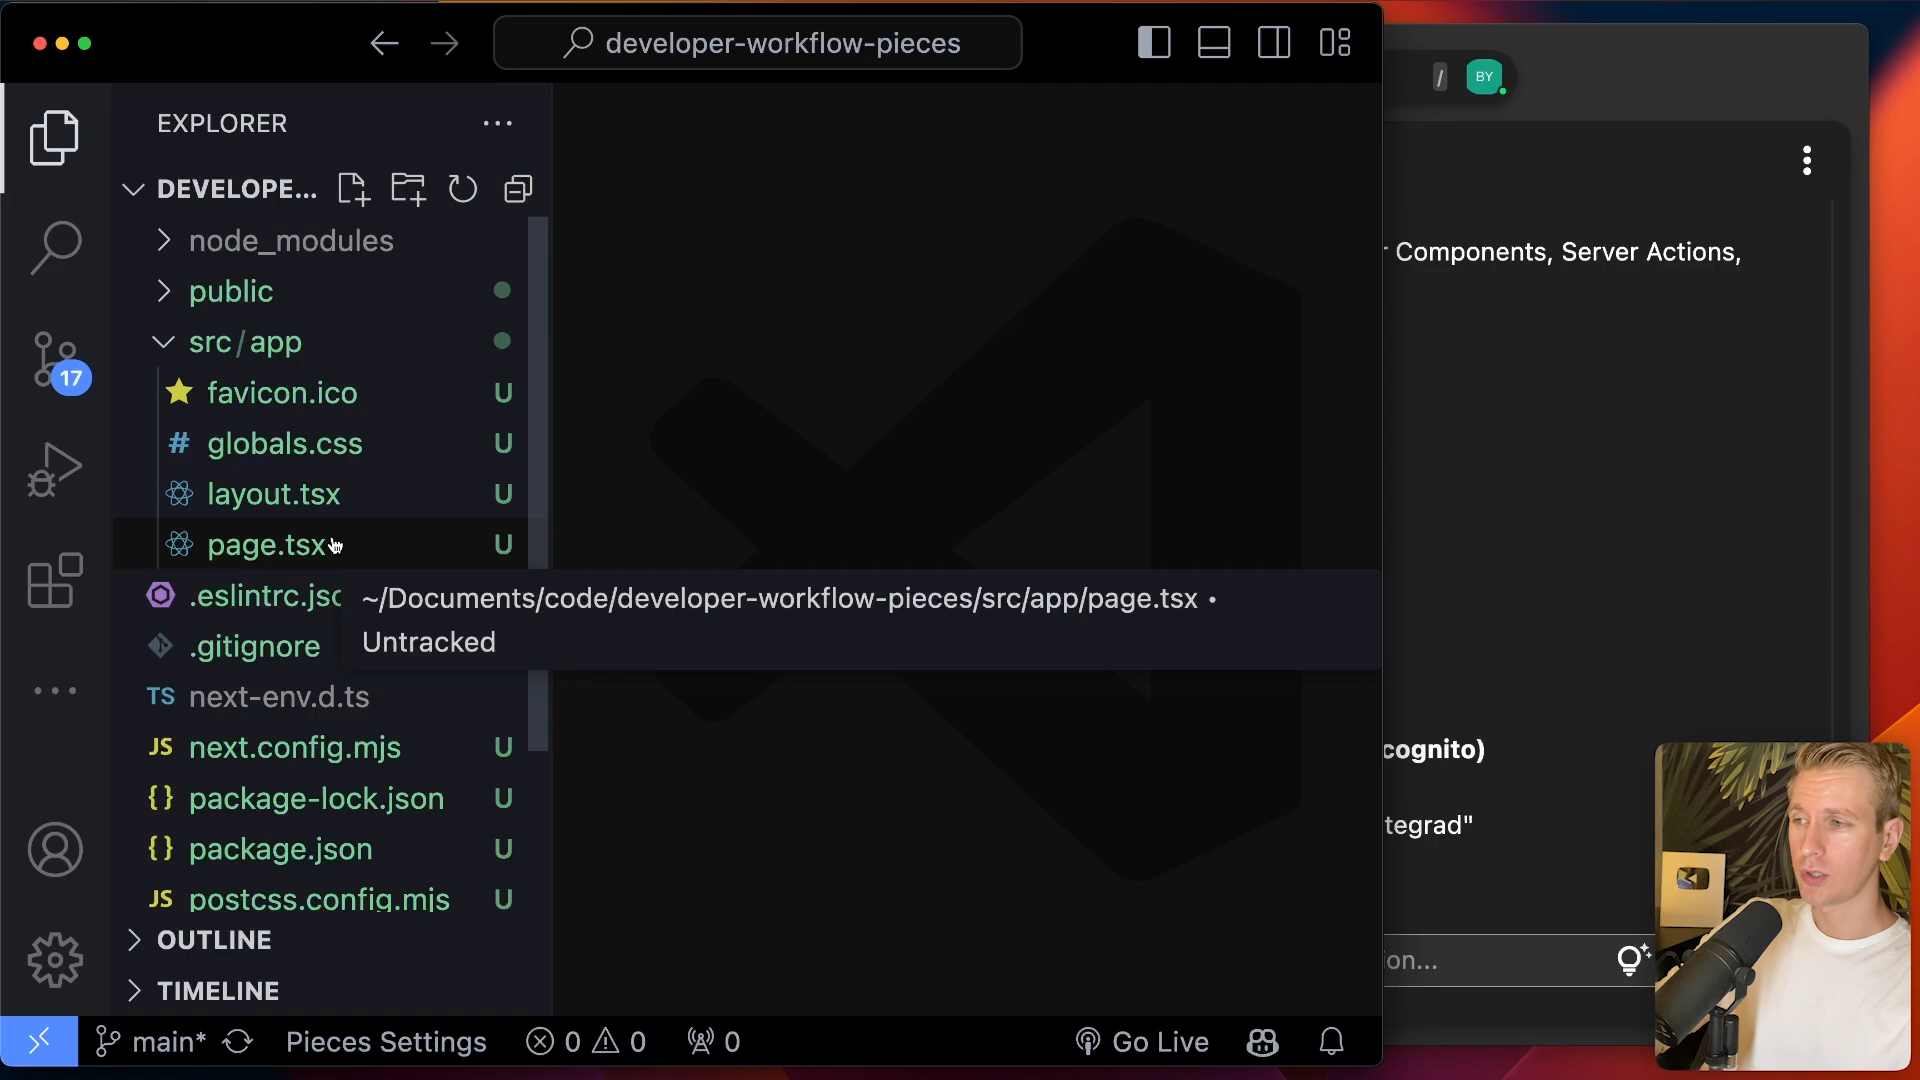 developer-workflow-pieces
/
BY
EXPLORER
DEVELOPE...
node_modules
public
src/app
favicon.ico U
globals.css U
layout.tsx U
page.tsx U
.eslintrc.jsc
~/Documents/code/developer-workflow-pieces/src/app/page.tsx •
Untracked
.gitignore
TS next-env.d.ts
JS next.config.mjs U
{} package-lock.json U
{} package.json U
JS postcss.config.mjs U
OUTLINE
TIMELINE
17
main*
Pieces Settings
0
0
0
Go Live
Components, Server Actions,
cognito)
tegrad"
on...